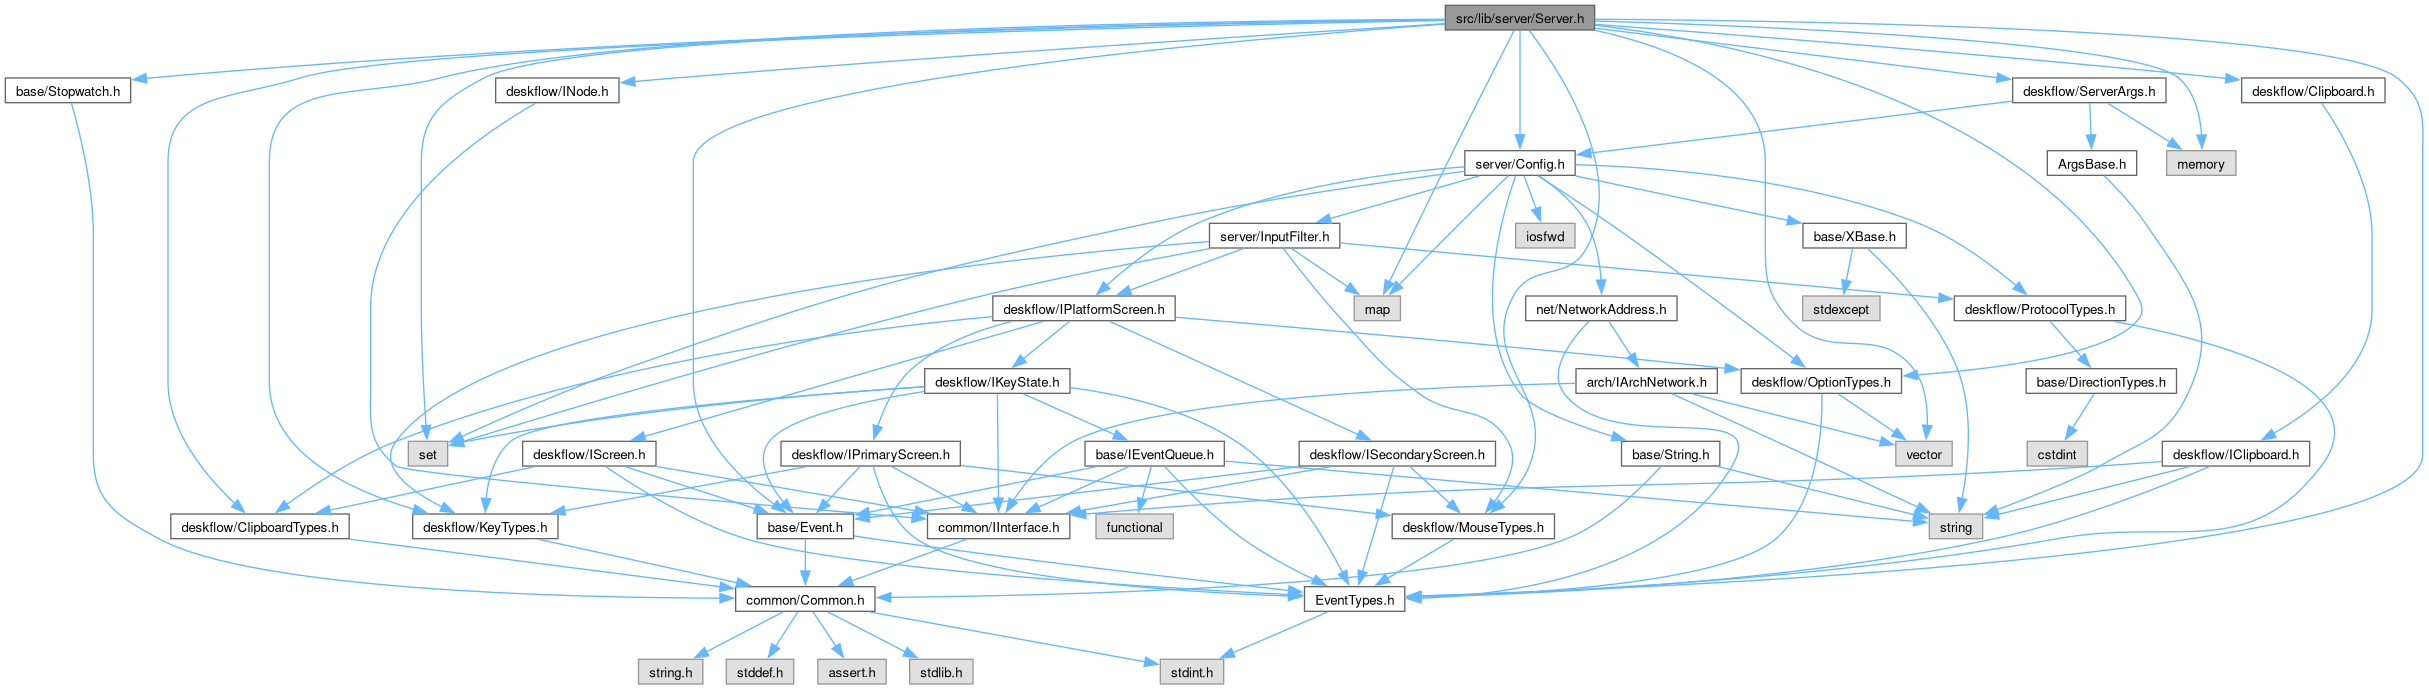 src/lib/server/Server.h
base/Stopwatch.h
deskflow/INode.h
deskflow/ServerArgs.h
deskflow/Clipboard.h
server/Config.h
ArgsBase.h
memory
server/InputFilter.h
iosfwd
base/XBase.h
deskflow/IPlatformScreen.h
map
net/NetworkAddress.h
stdexcept
deskflow/ProtocolTypes.h
deskflow/IKeyState.h
arch/IArchNetwork.h
deskflow/OptionTypes.h
base/DirectionTypes.h
set
deskflow/IScreen.h
deskflow/IPrimaryScreen.h
base/IEventQueue.h
deskflow/ISecondaryScreen.h
base/String.h
vector
cstdint
deskflow/IClipboard.h
deskflow/ClipboardTypes.h
deskflow/KeyTypes.h
base/Event.h
common/IInterface.h
functional
deskflow/MouseTypes.h
string
common/Common.h
EventTypes.h
string.h
stddef.h
assert.h
stdlib.h
stdint.h